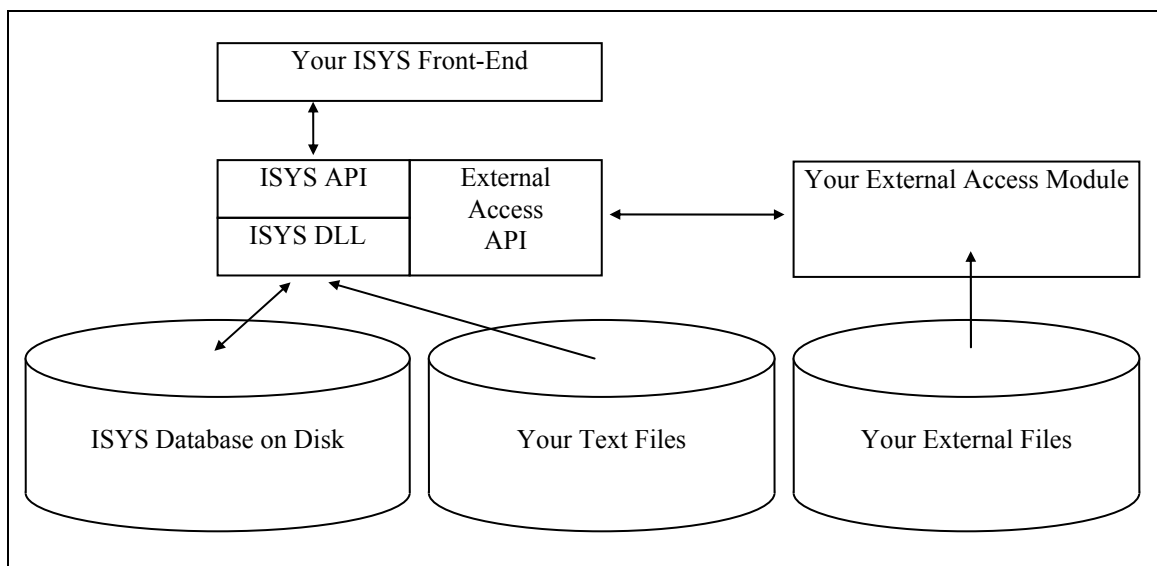 Your ISYS Front-End
ISYS API
ISYS DLL
External
Access
API
Your External Access Module
ISYS Database on Disk
Your Text Files
Your External Files